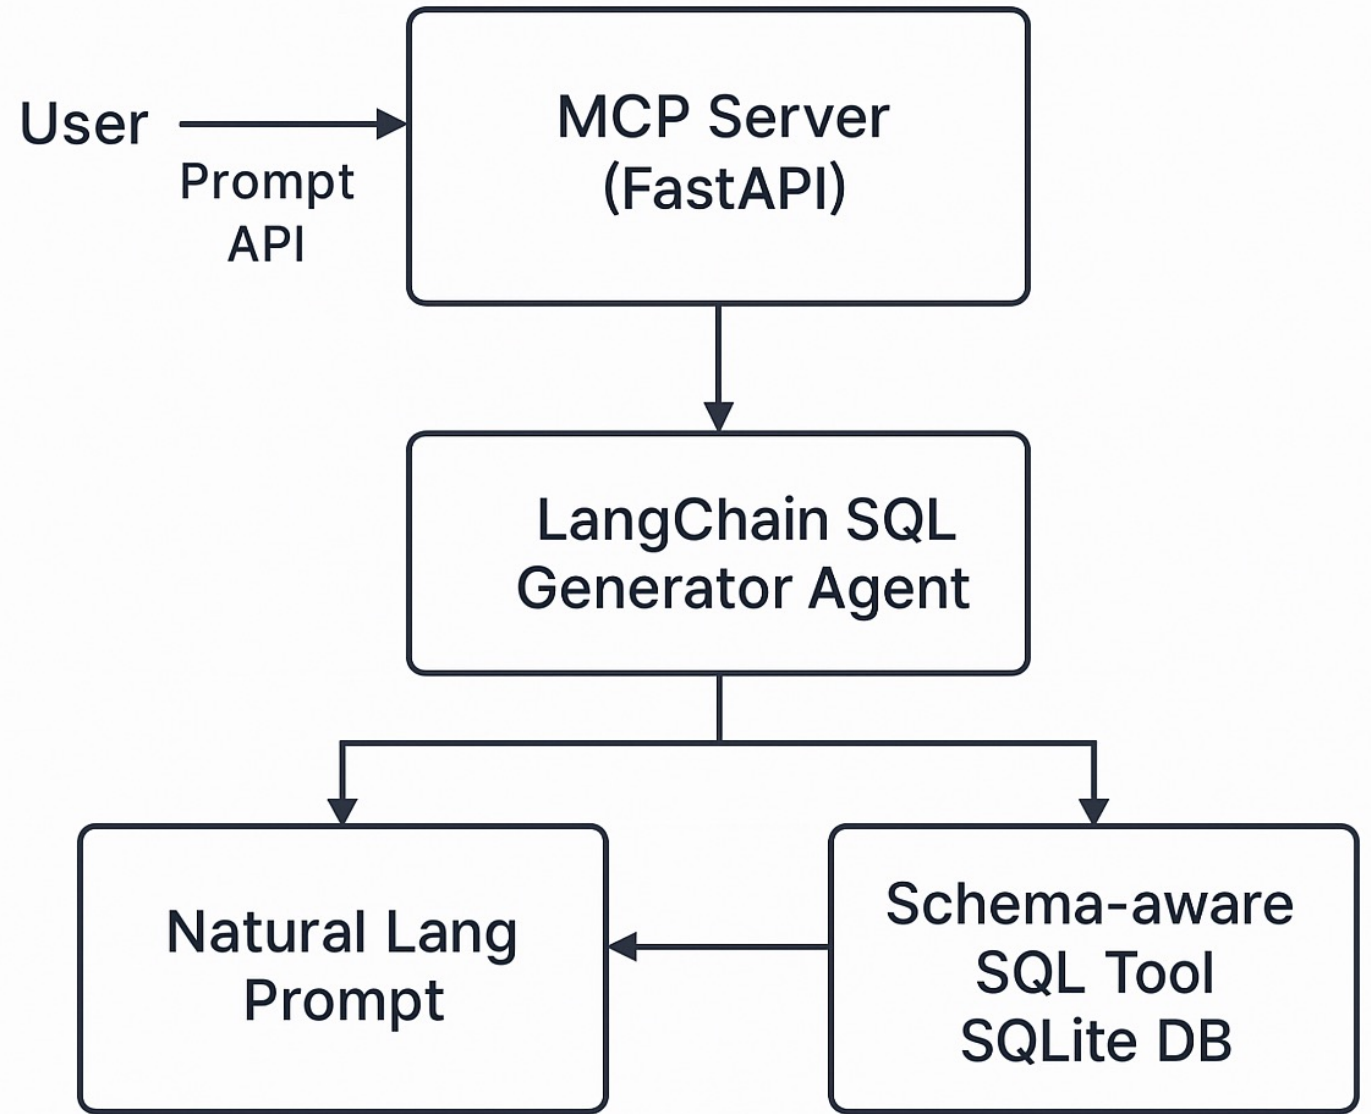 User
Prompt
API
MCP Server
(FastAPI)
LangChain SQL
Generator Agent
Natural Lang
Prompt
Schema-aware
SQL Tool
SQLite DB